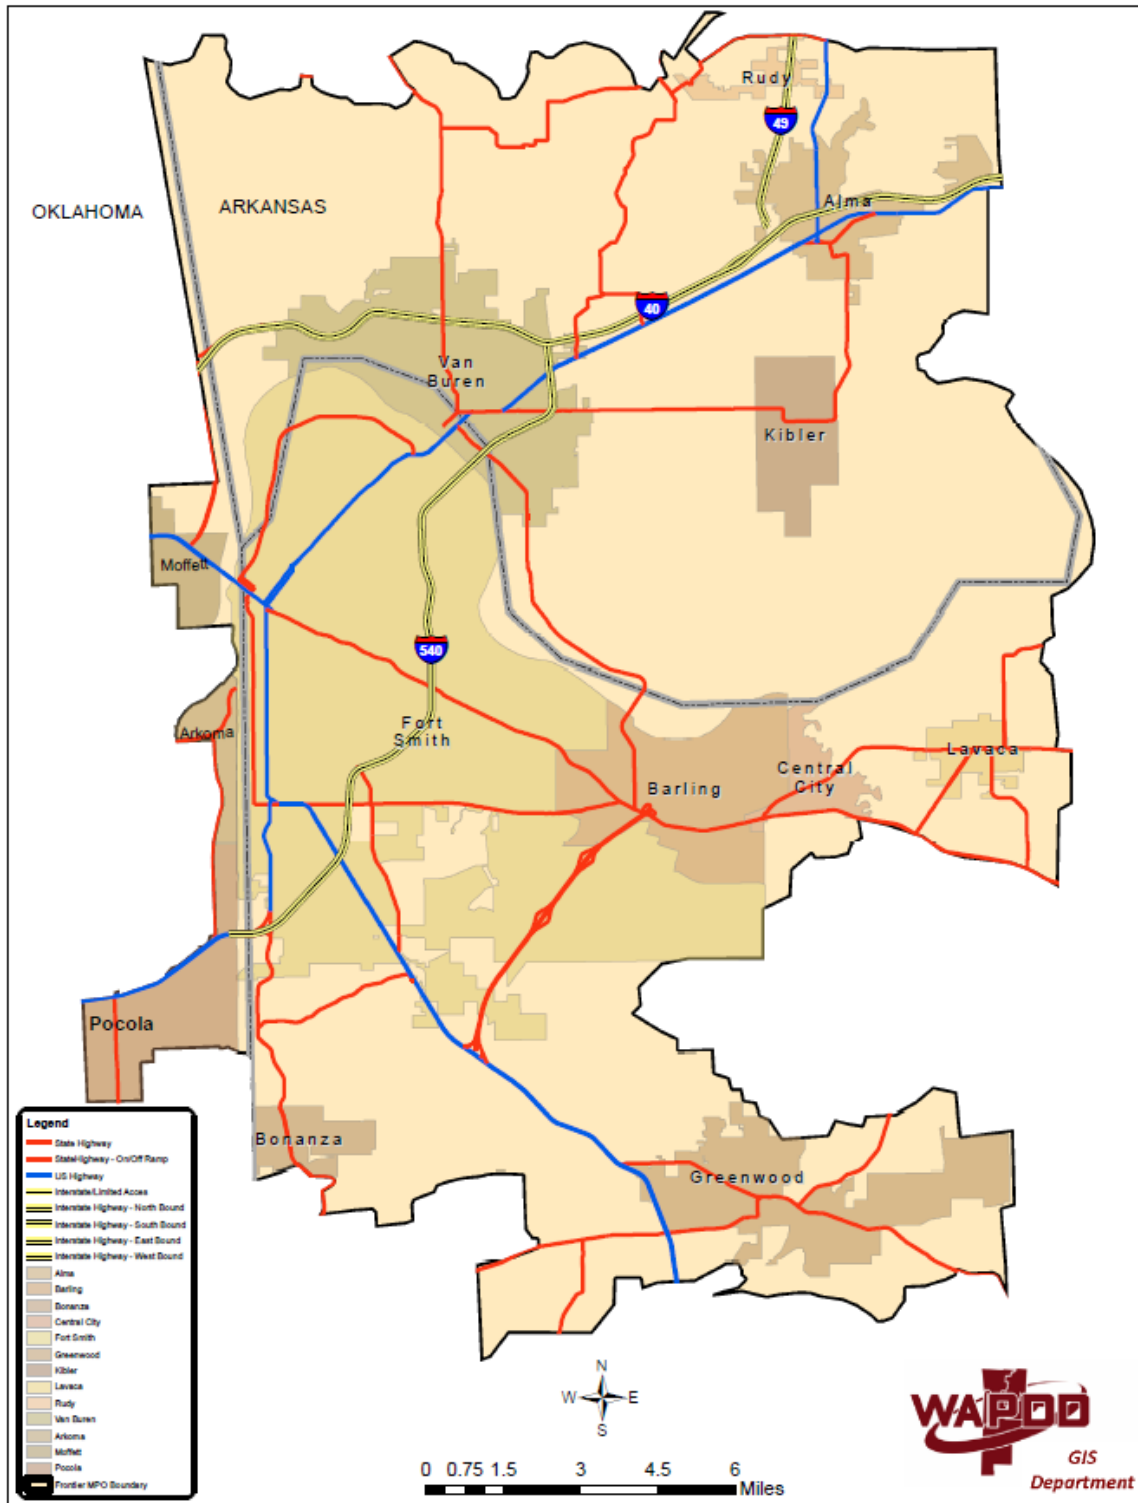 Rudy
49
OKLAHOMA
ARKANSAS
Alma
40
Van
Buren
Kibler
Moffett
540
Fort
Smith
Arkoma
Lavaca
Central
City
Barling
Pocola
Bonanza
Greenwood
Legend
State Highway
StateHighway - On/Off Ramp
US Highway
Interstate/Limited Acces
Interstate Highway - North Bound
Interstate Highway - South Bound
Interstate Highway - East Bound
Interstate Highway - West Bound
Alma
Barling
Bonanza
Central City
Fort Smith
Greenwood
Kibler
Lavaca
Rudy
Van Buren
Arkoma
Moffett
Pocola
Frontier MPO Boundary
N
W E
S
0 0.75 1.5 3 4.5 6
Miles
WAPDD
GIS
Department